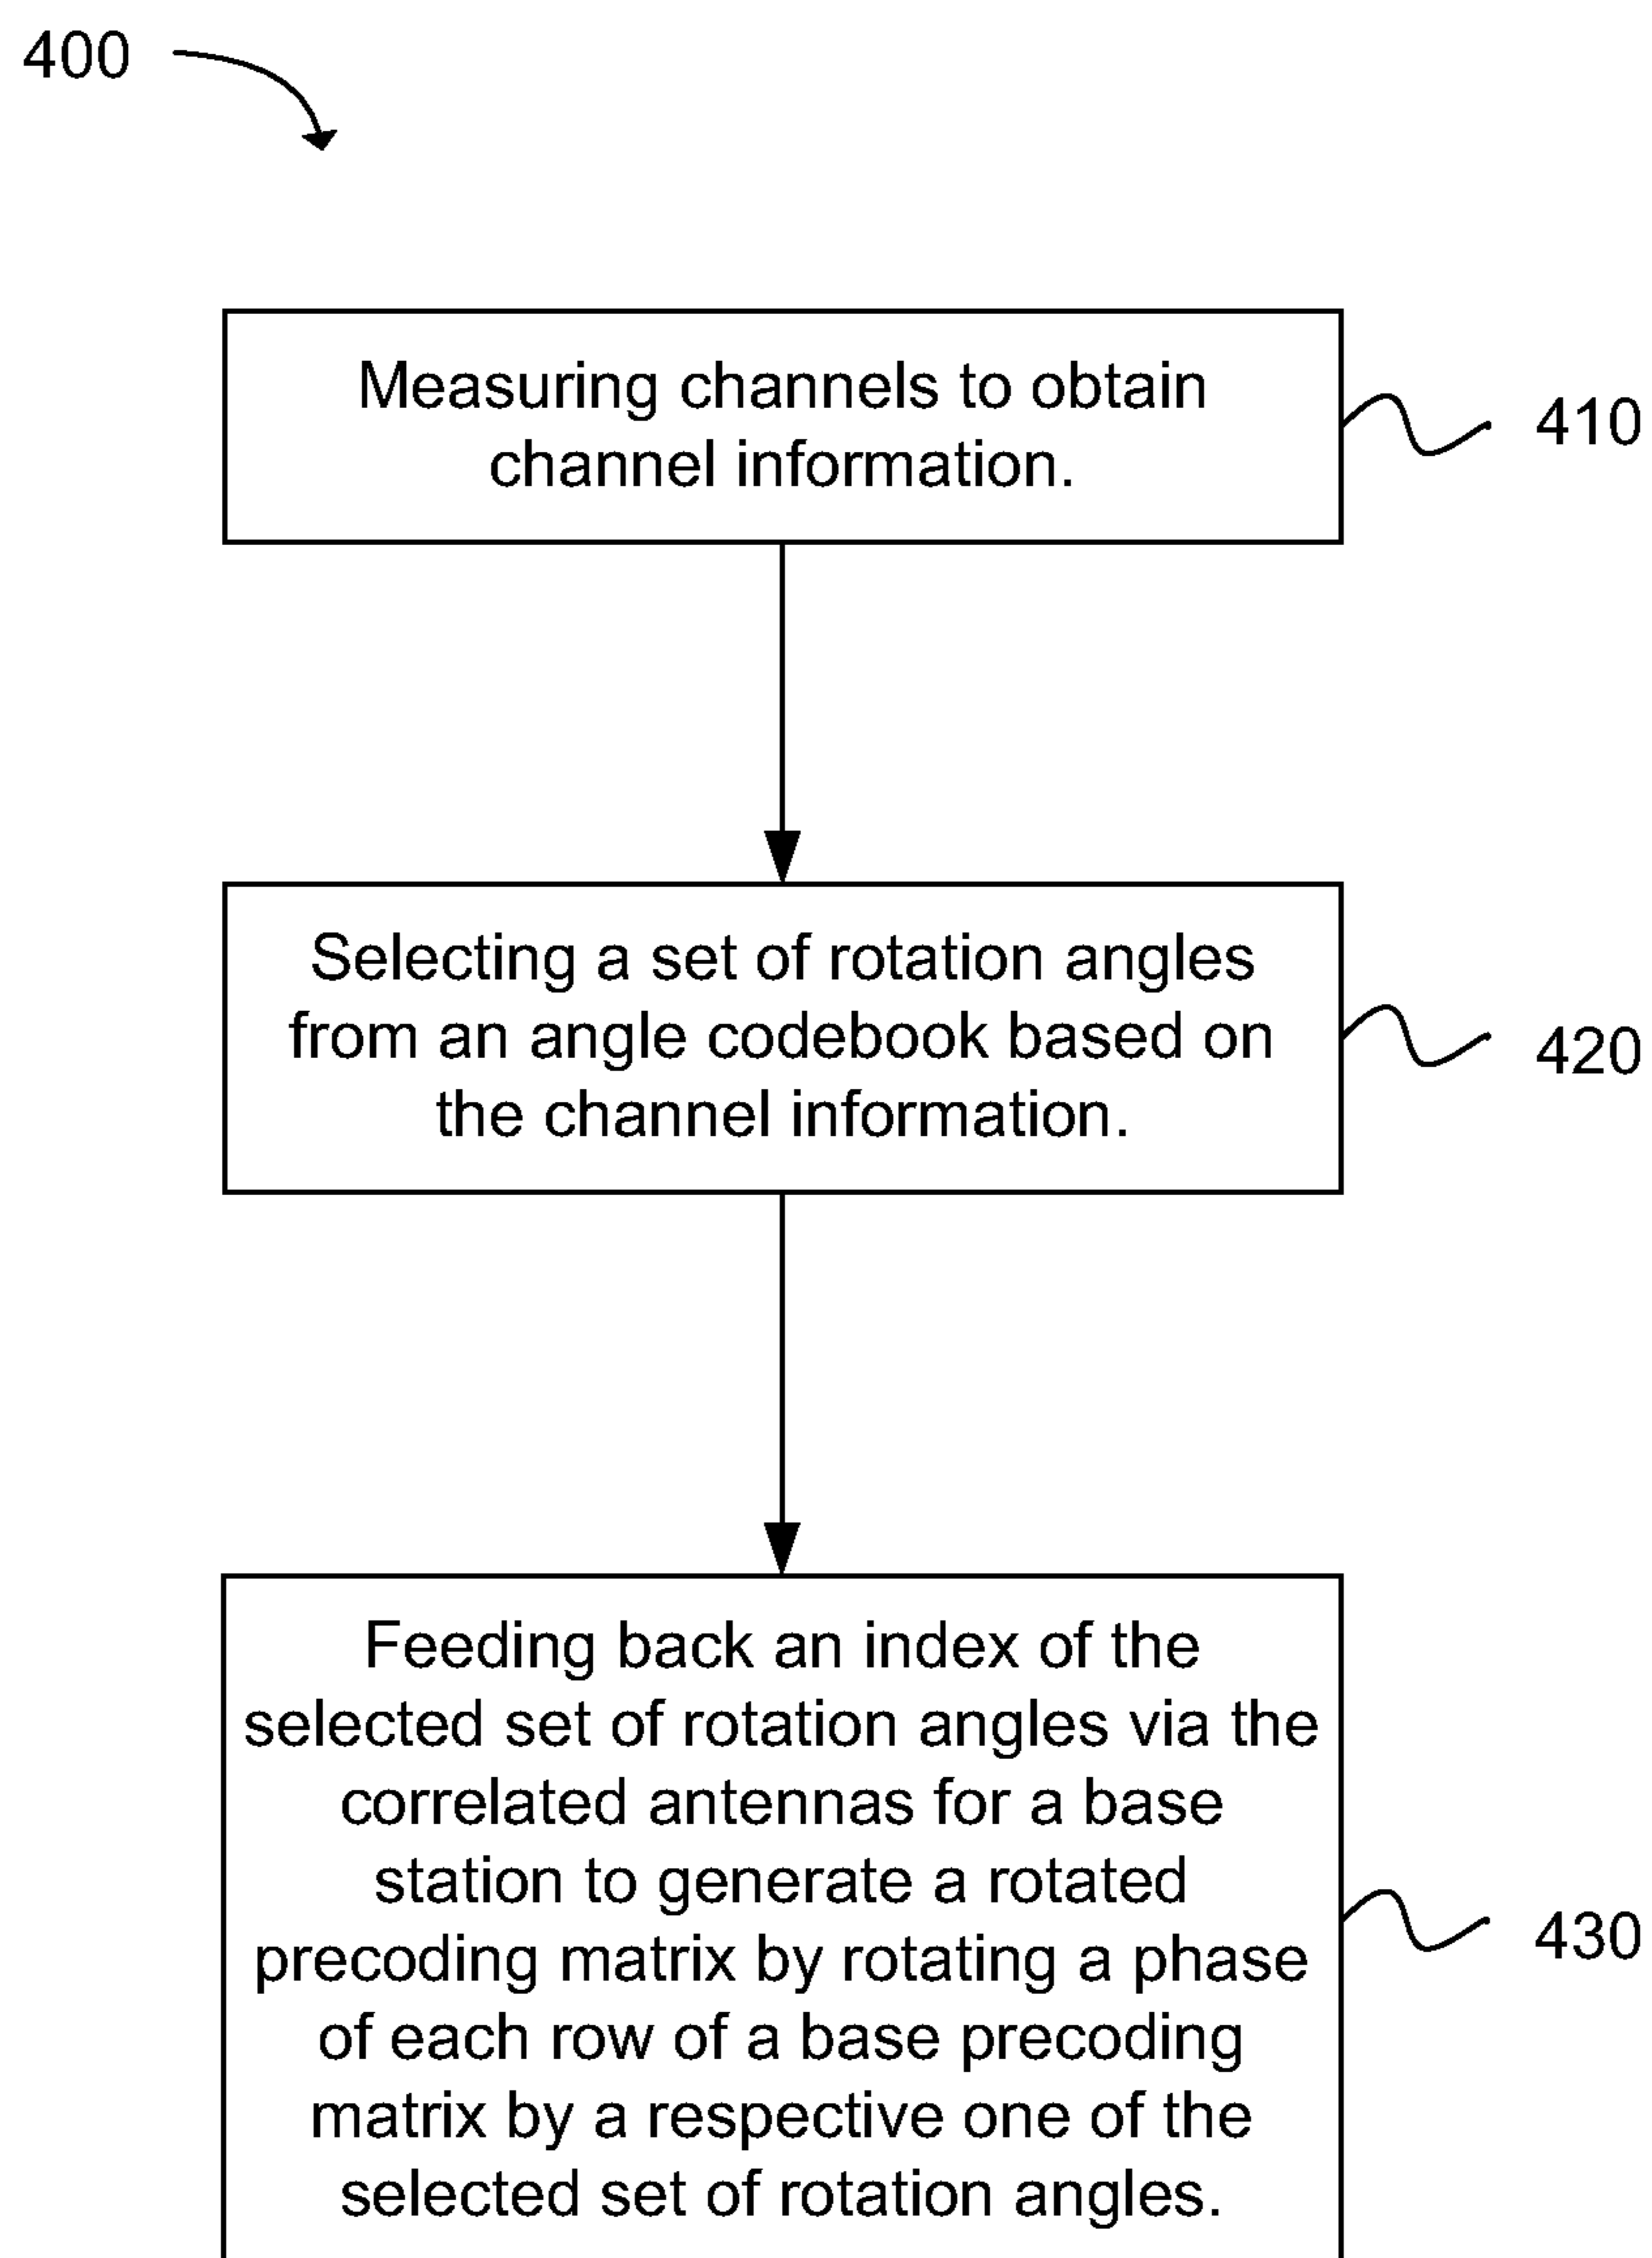 400
Measuring channels to obtain
channel information.
410
Selecting a set of rotation angles
from an angle codebook based on
the channel information.
420
Feeding back an index of the
selected set of rotation angles via the
correlated antennas for a base
station to generate a rotated
precoding matrix by rotating a phase
of each row of a base precoding
matrix by a respective one of the
selected set of rotation angles.
430